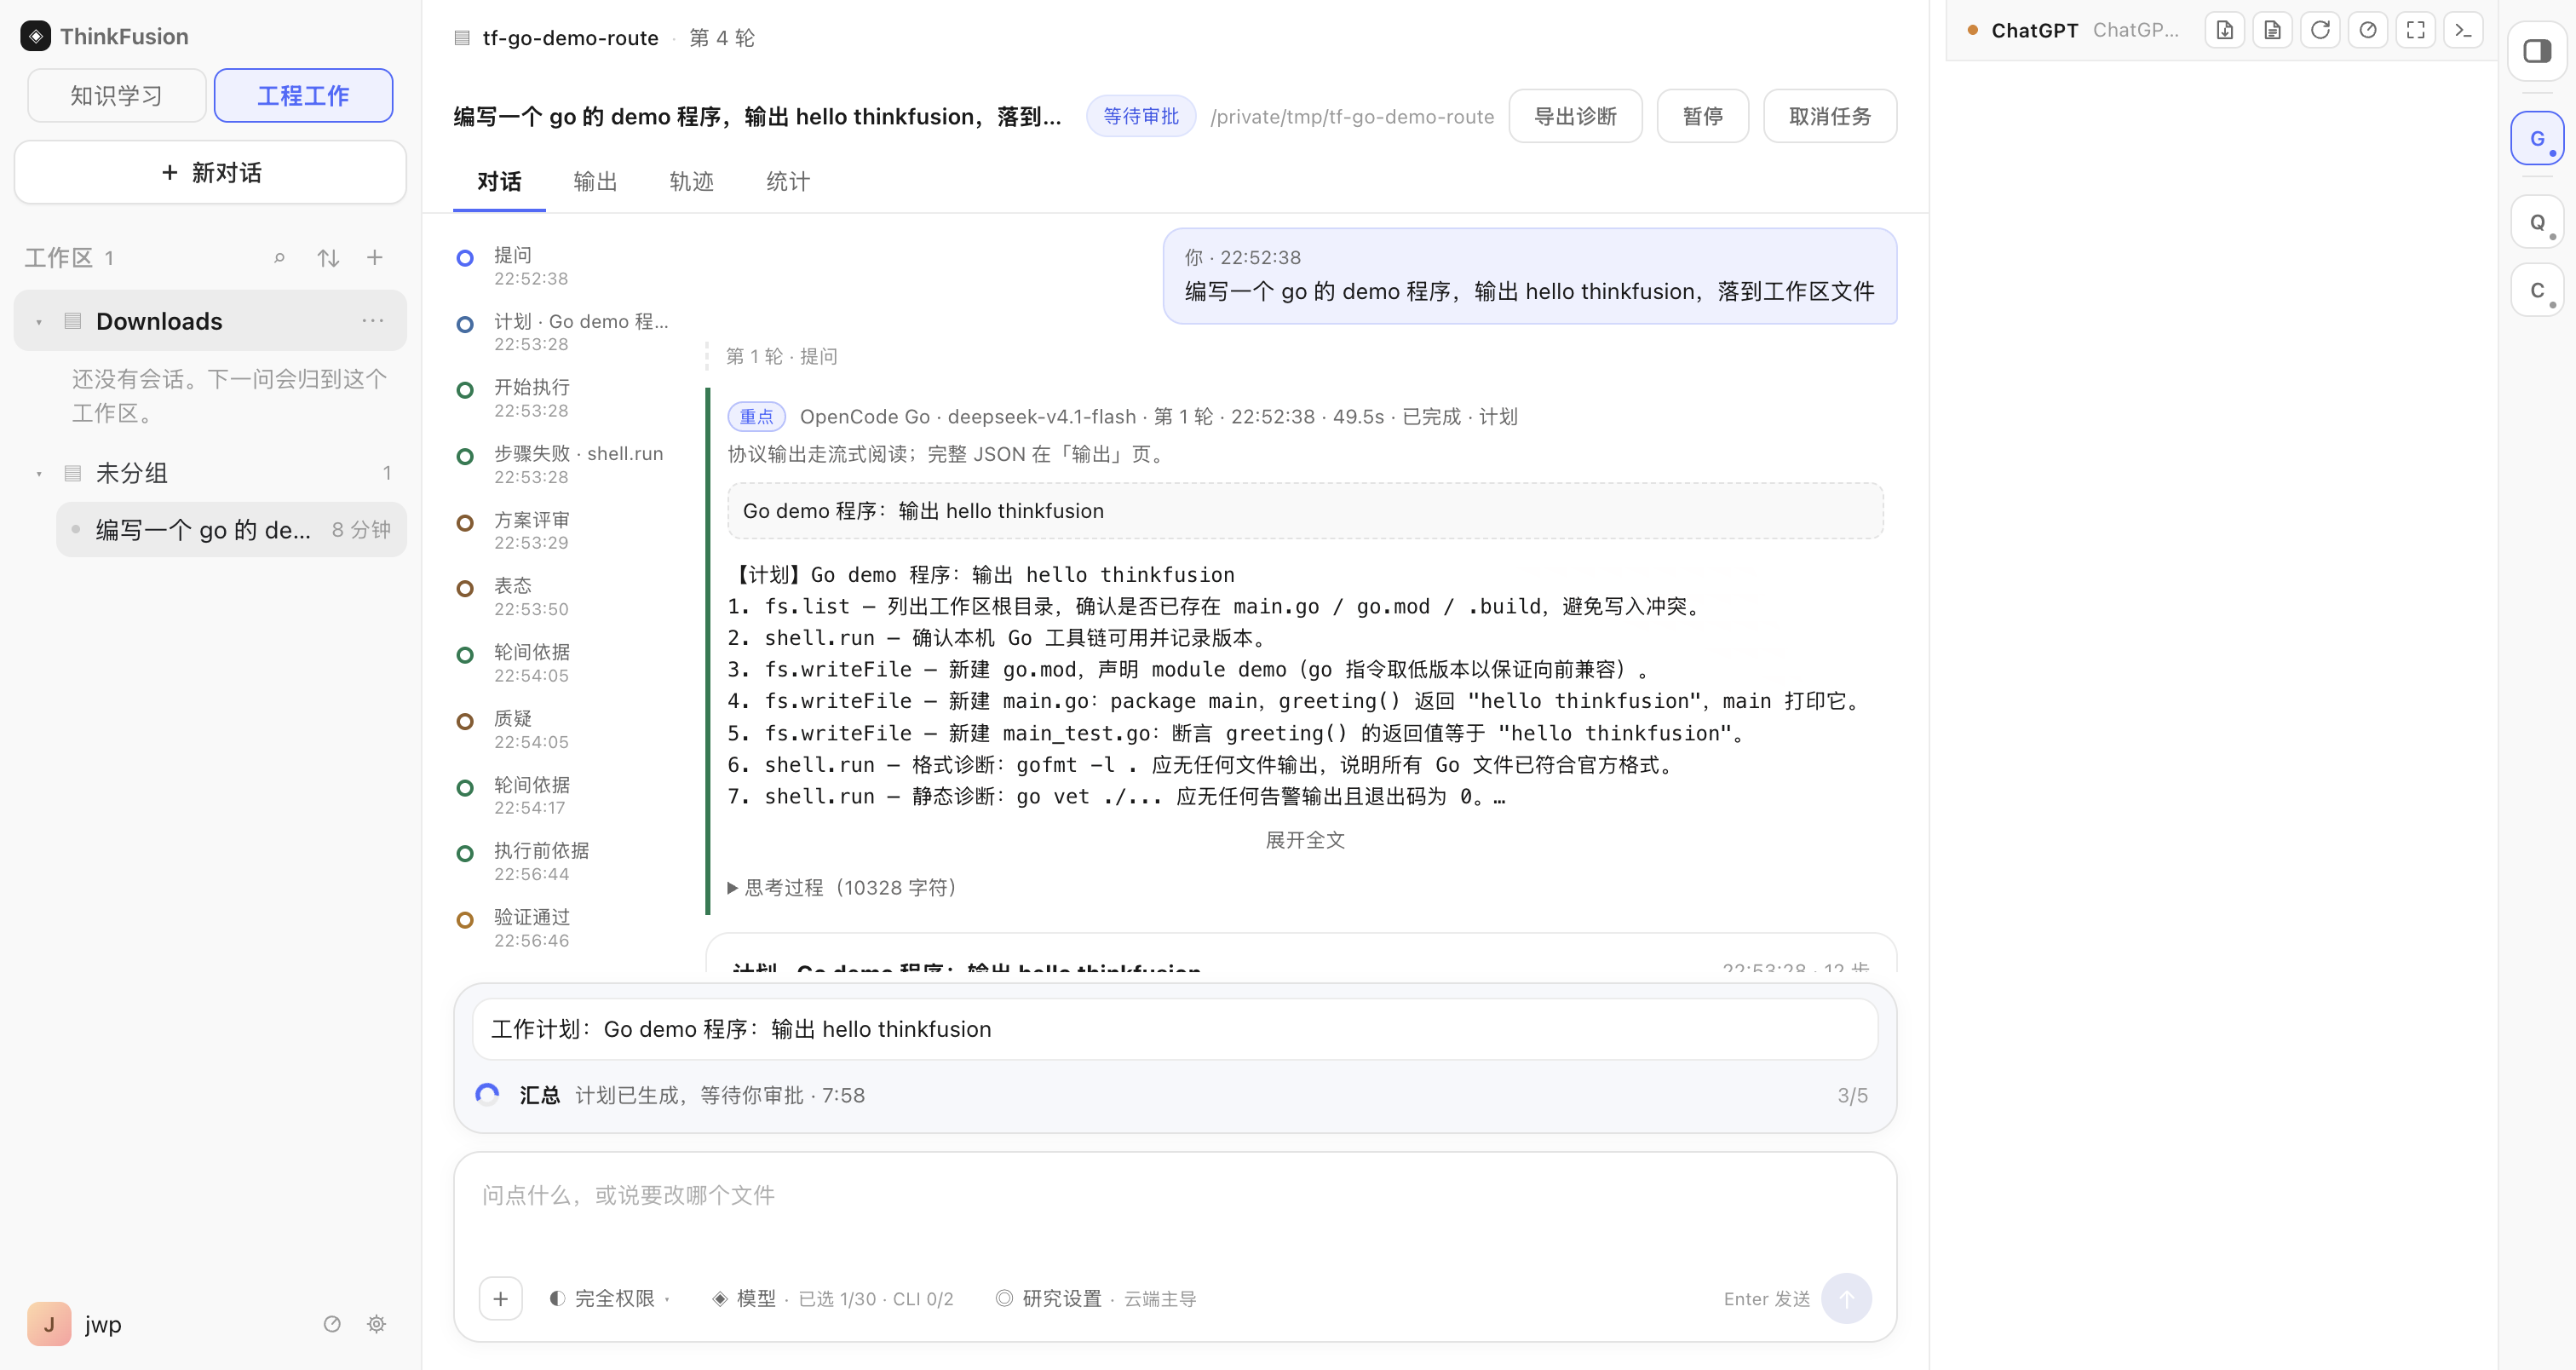 ThinkFusion
知识学习
工程工作
+ 新对话
工作区 1
Downloads
还没有会话。下一问会归到这个
工作区。
未分组 1
编写一个 go 的 de... 8 分钟
J jwp
tf-go-demo-route · 第 4 轮
编写一个 go 的 demo 程序，输出 hello thinkfusion，落到... 等待审批 /private/tmp/tf-go-demo-route 导出诊断 暂停 取消任务
对话 输出 轨迹 统计
提问
22:52:38
计划 · Go demo 程...
22:53:28
开始执行
22:53:28
步骤失败 · shell.run
22:53:28
方案评审
22:53:29
表态
22:53:50
轮间依据
22:54:05
质疑
22:54:05
轮间依据
22:54:17
执行前依据
22:56:44
验证通过
22:56:46
你 · 22:52:38
编写一个 go 的 demo 程序，输出 hello thinkfusion，落到工作区文件
第 1 轮 · 提问
重点 OpenCode Go · deepseek-v4.1-flash · 第 1 轮 · 22:52:38 · 49.5s · 已完成 · 计划
协议输出走流式阅读；完整 JSON 在「输出」页。
Go demo 程序：输出 hello thinkfusion
【计划】Go demo 程序：输出 hello thinkfusion
1. fs.list — 列出工作区根目录，确认是否已存在 main.go / go.mod / .build，避免写入冲突。
2. shell.run — 确认本机 Go 工具链可用并记录版本。
3. fs.writeFile — 新建 go.mod，声明 module demo（go 指令取低版本以保证向前兼容）。
4. fs.writeFile — 新建 main.go：package main，greeting() 返回 "hello thinkfusion"，main 打印它。
5. fs.writeFile — 新建 main_test.go：断言 greeting() 的返回值等于 "hello thinkfusion"。
6. shell.run — 格式诊断：gofmt -l . 应无任何文件输出，说明所有 Go 文件已符合官方格式。
7. shell.run — 静态诊断：go vet ./... 应无任何告警输出且退出码为 0。…
展开全文
▶ 思考过程（10328 字符）
计划 · Go demo 程序：输出 hello thinkfusion 22:53:28 · 12 步
工作计划：Go demo 程序：输出 hello thinkfusion
汇总 计划已生成，等待你审批 · 7:58 3/5
问点什么，或说要改哪个文件
+ 完全权限 · 模型 · 已选 1/30 · CLI 0/2 研究设置 · 云端主导 Enter 发送
ChatGPT ChatGP...
G
Q
C